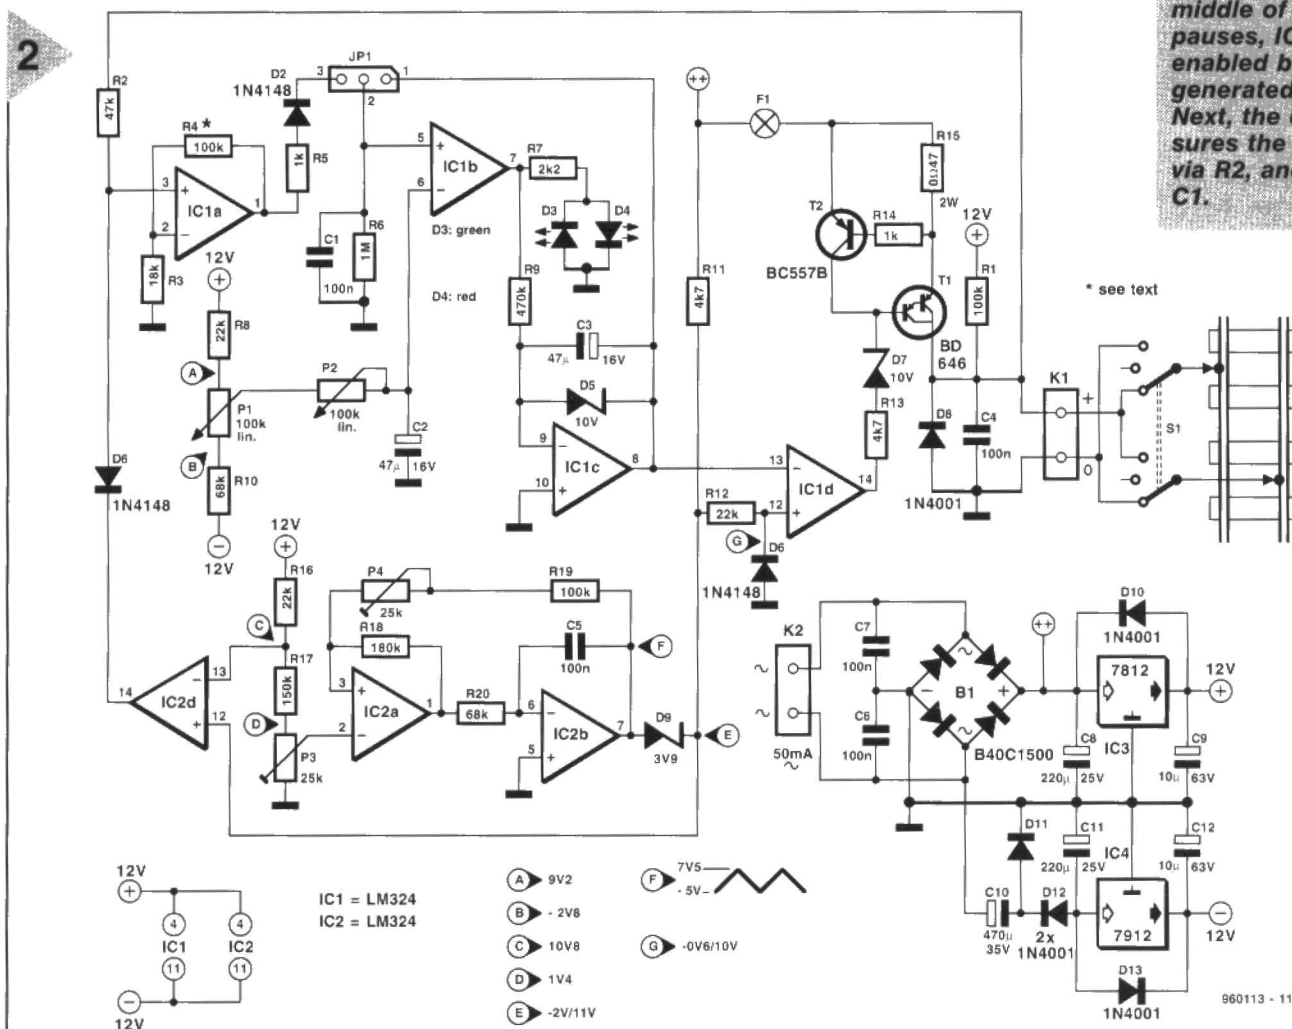 2
middle of
pauses, IC
enabled b
generated
Next, the
sures the
via R2, an
C1.
R2
47k
R4 *
100k
3
2
1
IC1a
R3
18k
12V
D2
1N4148
R5
1k
JP1
3
2
1
C1
100n
R6
1M
5
6
7
IC1b
R7
2k2
D3: green
D3
D4
D4: red
R9
470k
C3
47µ
16V
D5
10V
9
10
8
IC1c
R8
22k
A
P1
100k
lin.
B
R10
68k
12V
P2
100k
lin.
C2
47µ
16V
D6
1N4148
F1
R11
4k7
T2
BC557B
R14
1k
R15
0Ω47
2W
12V
R1
100k
T1
BD
646
D7
10V
R13
4k7
D8
1N4001
C4
100n
K1
+
0
S1
* see text
13
12
14
IC1d
R12
22k
G
D6
1N4148
12V
R16
22k
C
R17
150k
D
P3
25k
14
13
12
IC2d
P4
25k
R18
180k
3
2
1
IC2a
R19
100k
C5
100n
R20
68k
6
5
7
IC2b
F
D9
3V9
E
K2
50mA
C7
100n
C6
100n
B1
B40C1500
D10
1N4001
7812
IC3
12V
C8
220µ
25V
C9
10µ
63V
D11
C11
220µ
25V
IC4
C12
10µ
63V
C10
470µ
35V
D12
2x
1N4001
7912
12V
D13
1N4001
12V
4
4
IC1
IC2
11
11
12V
IC1 = LM324
IC2 = LM324
A 9V2
B - 2V8
C 10V8
D 1V4
E -2V/11V
F 7V5
- 5V
G -0V6/10V
960113 - 11